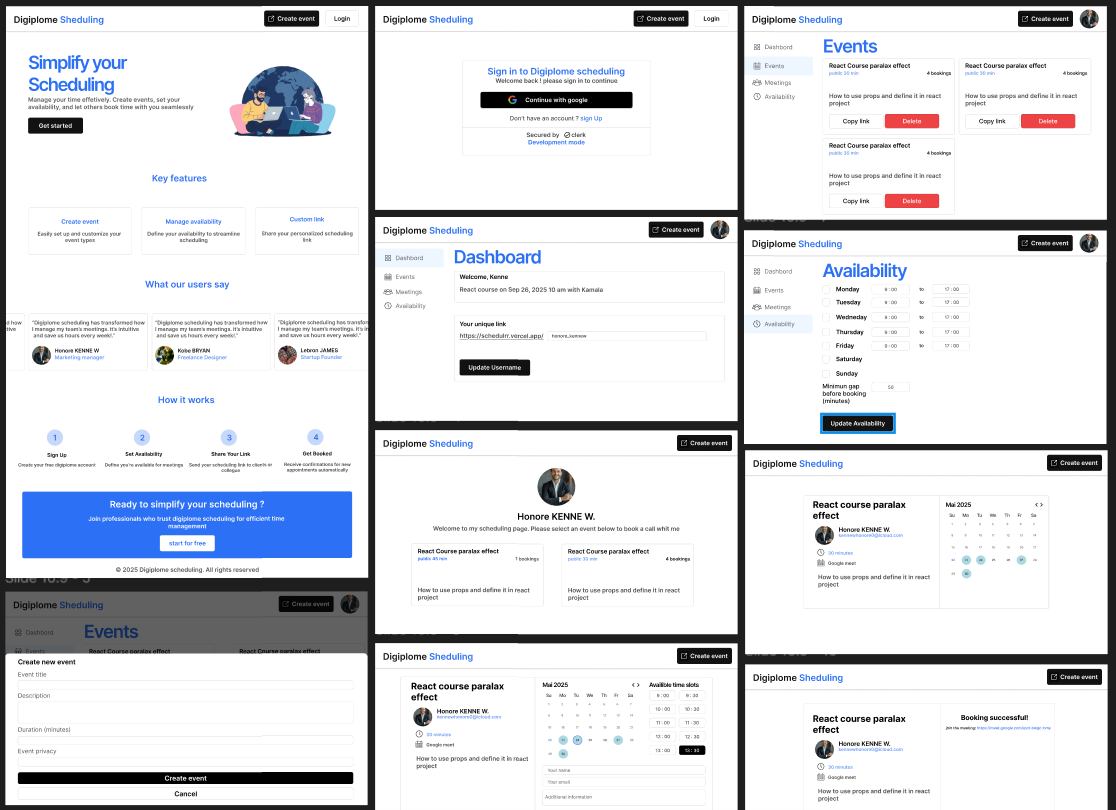 Digiplome Sheduling
Create event
Login
Simplify your
Scheduling
Manage your time effetively. Create events, set your
availability, and let others book time with you seamlessly
Get started
Key features
Create event
Easily set up and customize your
event types
Manage availability
Define your availability to streamline
scheduling
Custom link
Share your personalized scheduling
link
What our users say
"Digiplome scheduling has transformed how
I manage my team's meetings. It's intuitive
and save us hours every week!."
Honore KENNE W
Marketing manager
"Digiplome scheduling has transformed how
I manage my team's meetings. It's intuitive
and save us hours every week!."
Kobe BRYAN
Freelance Designer
"Digiplome scheduling has transfor
I manage my team's meetings. It's
and save us hours every week!."
Lebron JAMES
Startup Founder
How it works
1
Sign Up
Create your free digiplome account
2
Set Availability
Define you're available for meetings
3
Share Your Link
Send your scheduling link to clients or
collegue
4
Get Booked
Receive confirmations for new
appointments automatically
Ready to simplify your scheduling ?
Join professionals who trust digiplome scheduling for efficient time
management
start for free
© 2025 Digiplome scheduling. All rights reserved
Digiplome Sheduling
Create event
Dashbord
Events
Events
React Course paralax effect
React Course paralax effect
Create new event
Event title
Description
Duration (minutes)
Event privacy
Create event
Cancel
Digiplome Sheduling
Create event
Login
Sign in to Digiplome scheduling
Welcome back ! please sign in to continue
Continue with google
Don't have an account ? sign Up
Secured by clerk
Development mode
Digiplome Sheduling
Create event
Dashbord
Events
Meetings
Availability
Dashboard
Welcome, Kenne
React course on Sep 26, 2025 10 am with Kamala
Your unique link
https://schedulrr.vercel.app/
honore_kennew
Update Username
Digiplome Sheduling
Create event
Honore KENNE W.
Welcome to my scheduling page. Please select an event below to book a call whit me
React Course paralax effect
public 45 min
7 bookings
How to use props and define it in react
project
React Course paralax effect
public 30 min
4 bookings
How to use props and define it in react
project
Digiplome Sheduling
Create event
React course paralax
effect
Honore KENNE W.
kennewhonore0@icloud.com
30 minutes
Google meet
How to use props and define it in react
project
Mai 2025
Su Mo Tu We Th Fr Sa
Availible time slots
9 : 00
9 : 30
10 : 00
10 : 30
11 : 00
11 : 30
12 : 00
12 : 30
13 : 00
13 : 30
Your name
Your email
Additional information
Digiplome Sheduling
Create event
Dashbord
Events
Meetings
Availability
Events
React Course paralax effect
public 30 min
4 bookings
How to use props and define it in react
project
Copy link
Delete
React Course paralax effect
public 30 min
4 bookings
How to use props and define it in react
project
Copy link
Delete
React Course paralax effect
public 30 min
4 bookings
How to use props and define it in react
project
Copy link
Delete
Digiplome Sheduling
Create event
Dashbord
Events
Meetings
Availability
Availability
Monday 9 : 00 to 17 : 00
Tuesday 9 : 00 to 17 : 00
Wednesday 9 : 00 to 17 : 00
Thursday 9 : 00 to 17 : 00
Friday 9 : 00 to 17 : 00
Saturday
Sunday
Minimun gap
before booking
(minutes)
50
Update Availability
Digiplome Sheduling
Create event
React course paralax
effect
Honore KENNE W.
kennewhonore0@icloud.com
30 minutes
Google meet
How to use props and define it in react
project
Mai 2025
Su Mo Tu We Th Fr Sa
Digiplome Sheduling
Create event
React course paralax
effect
Honore KENNE W.
kennewhonore0@icloud.com
30 minutes
Google meet
How to use props and define it in react
project
Booking successful!
Join the meeting: